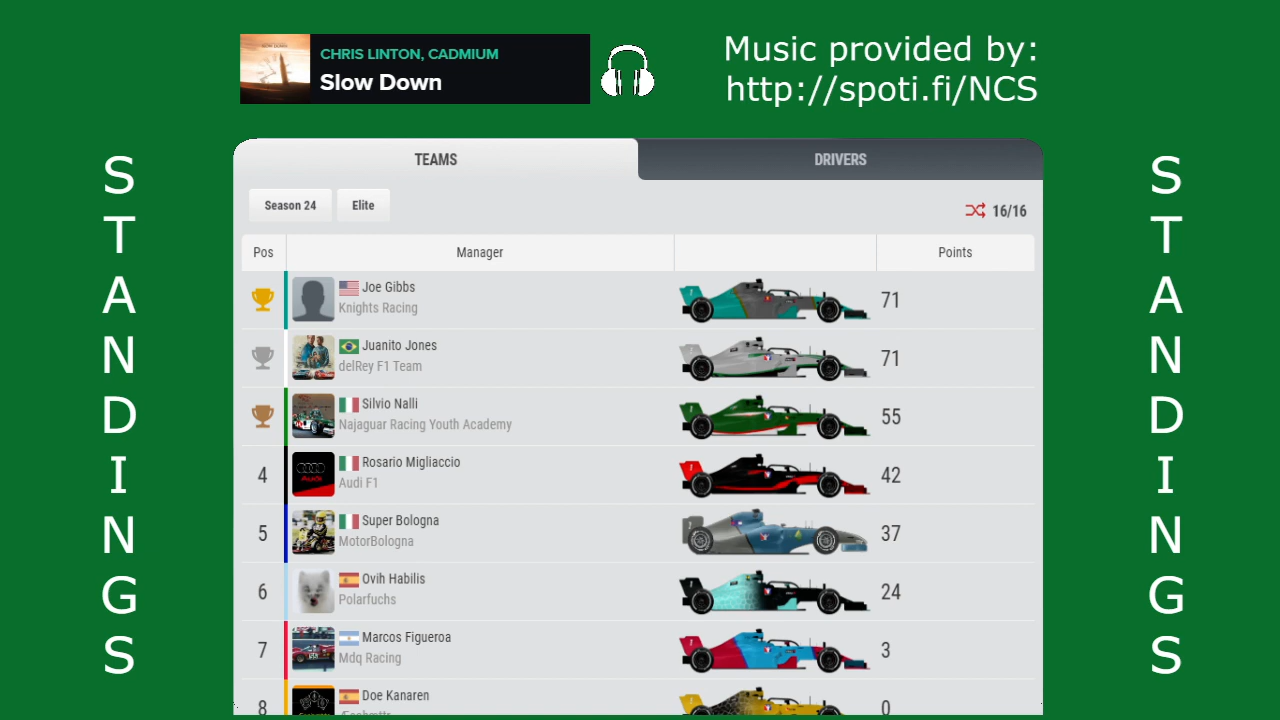 CHRIS LINTON, CADMIUM
Slow Down
Music provided by:
http://spoti.fi/NCS
STANDINGS
STANDINGS
TEAMS
DRIVERS
Season 24
Elite
16/16
Pos
Manager
Points
Joe Gibbs
Knights Racing
71
Juanito Jones
delRey F1 Team
71
Silvio Nalli
Najaguar Racing Youth Academy
55
4
Rosario Migliaccio
Audi F1
42
5
Super Bologna
MotorBologna
37
6
Ovih Habilis
Polarfuchs
24
7
Marcos Figueroa
Mdq Racing
3
8
Doe Kanaren
0